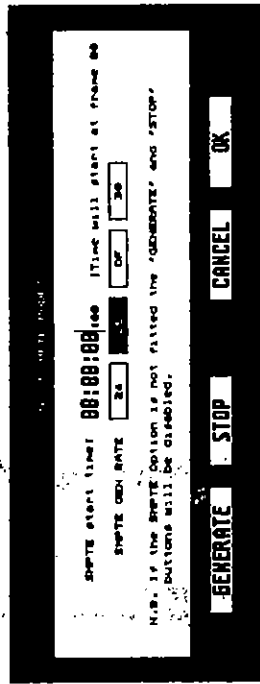 SMPTE start time: 00:00:00:00 (Time will start at frame 00
SMPTE GEN RATE 24 DF 30
N.B. If the SMPTE Option is not fitted the 'GENERATE' and 'STOP'
buttons will be disabled.
GENERATE STOP CANCEL OK